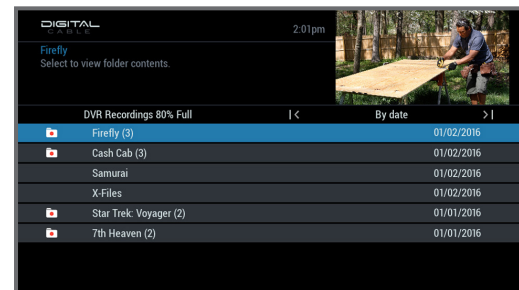 DIGITAL
CABLE
2:01pm
Firefly
Select to view folder contents.
DVR Recordings 80% Full |< By date >|
Firefly (3) 01/02/2016
Cash Cab (3) 01/02/2016
Samurai 01/02/2016
X-Files 01/02/2016
Star Trek: Voyager (2) 01/01/2016
7th Heaven (2) 01/01/2016